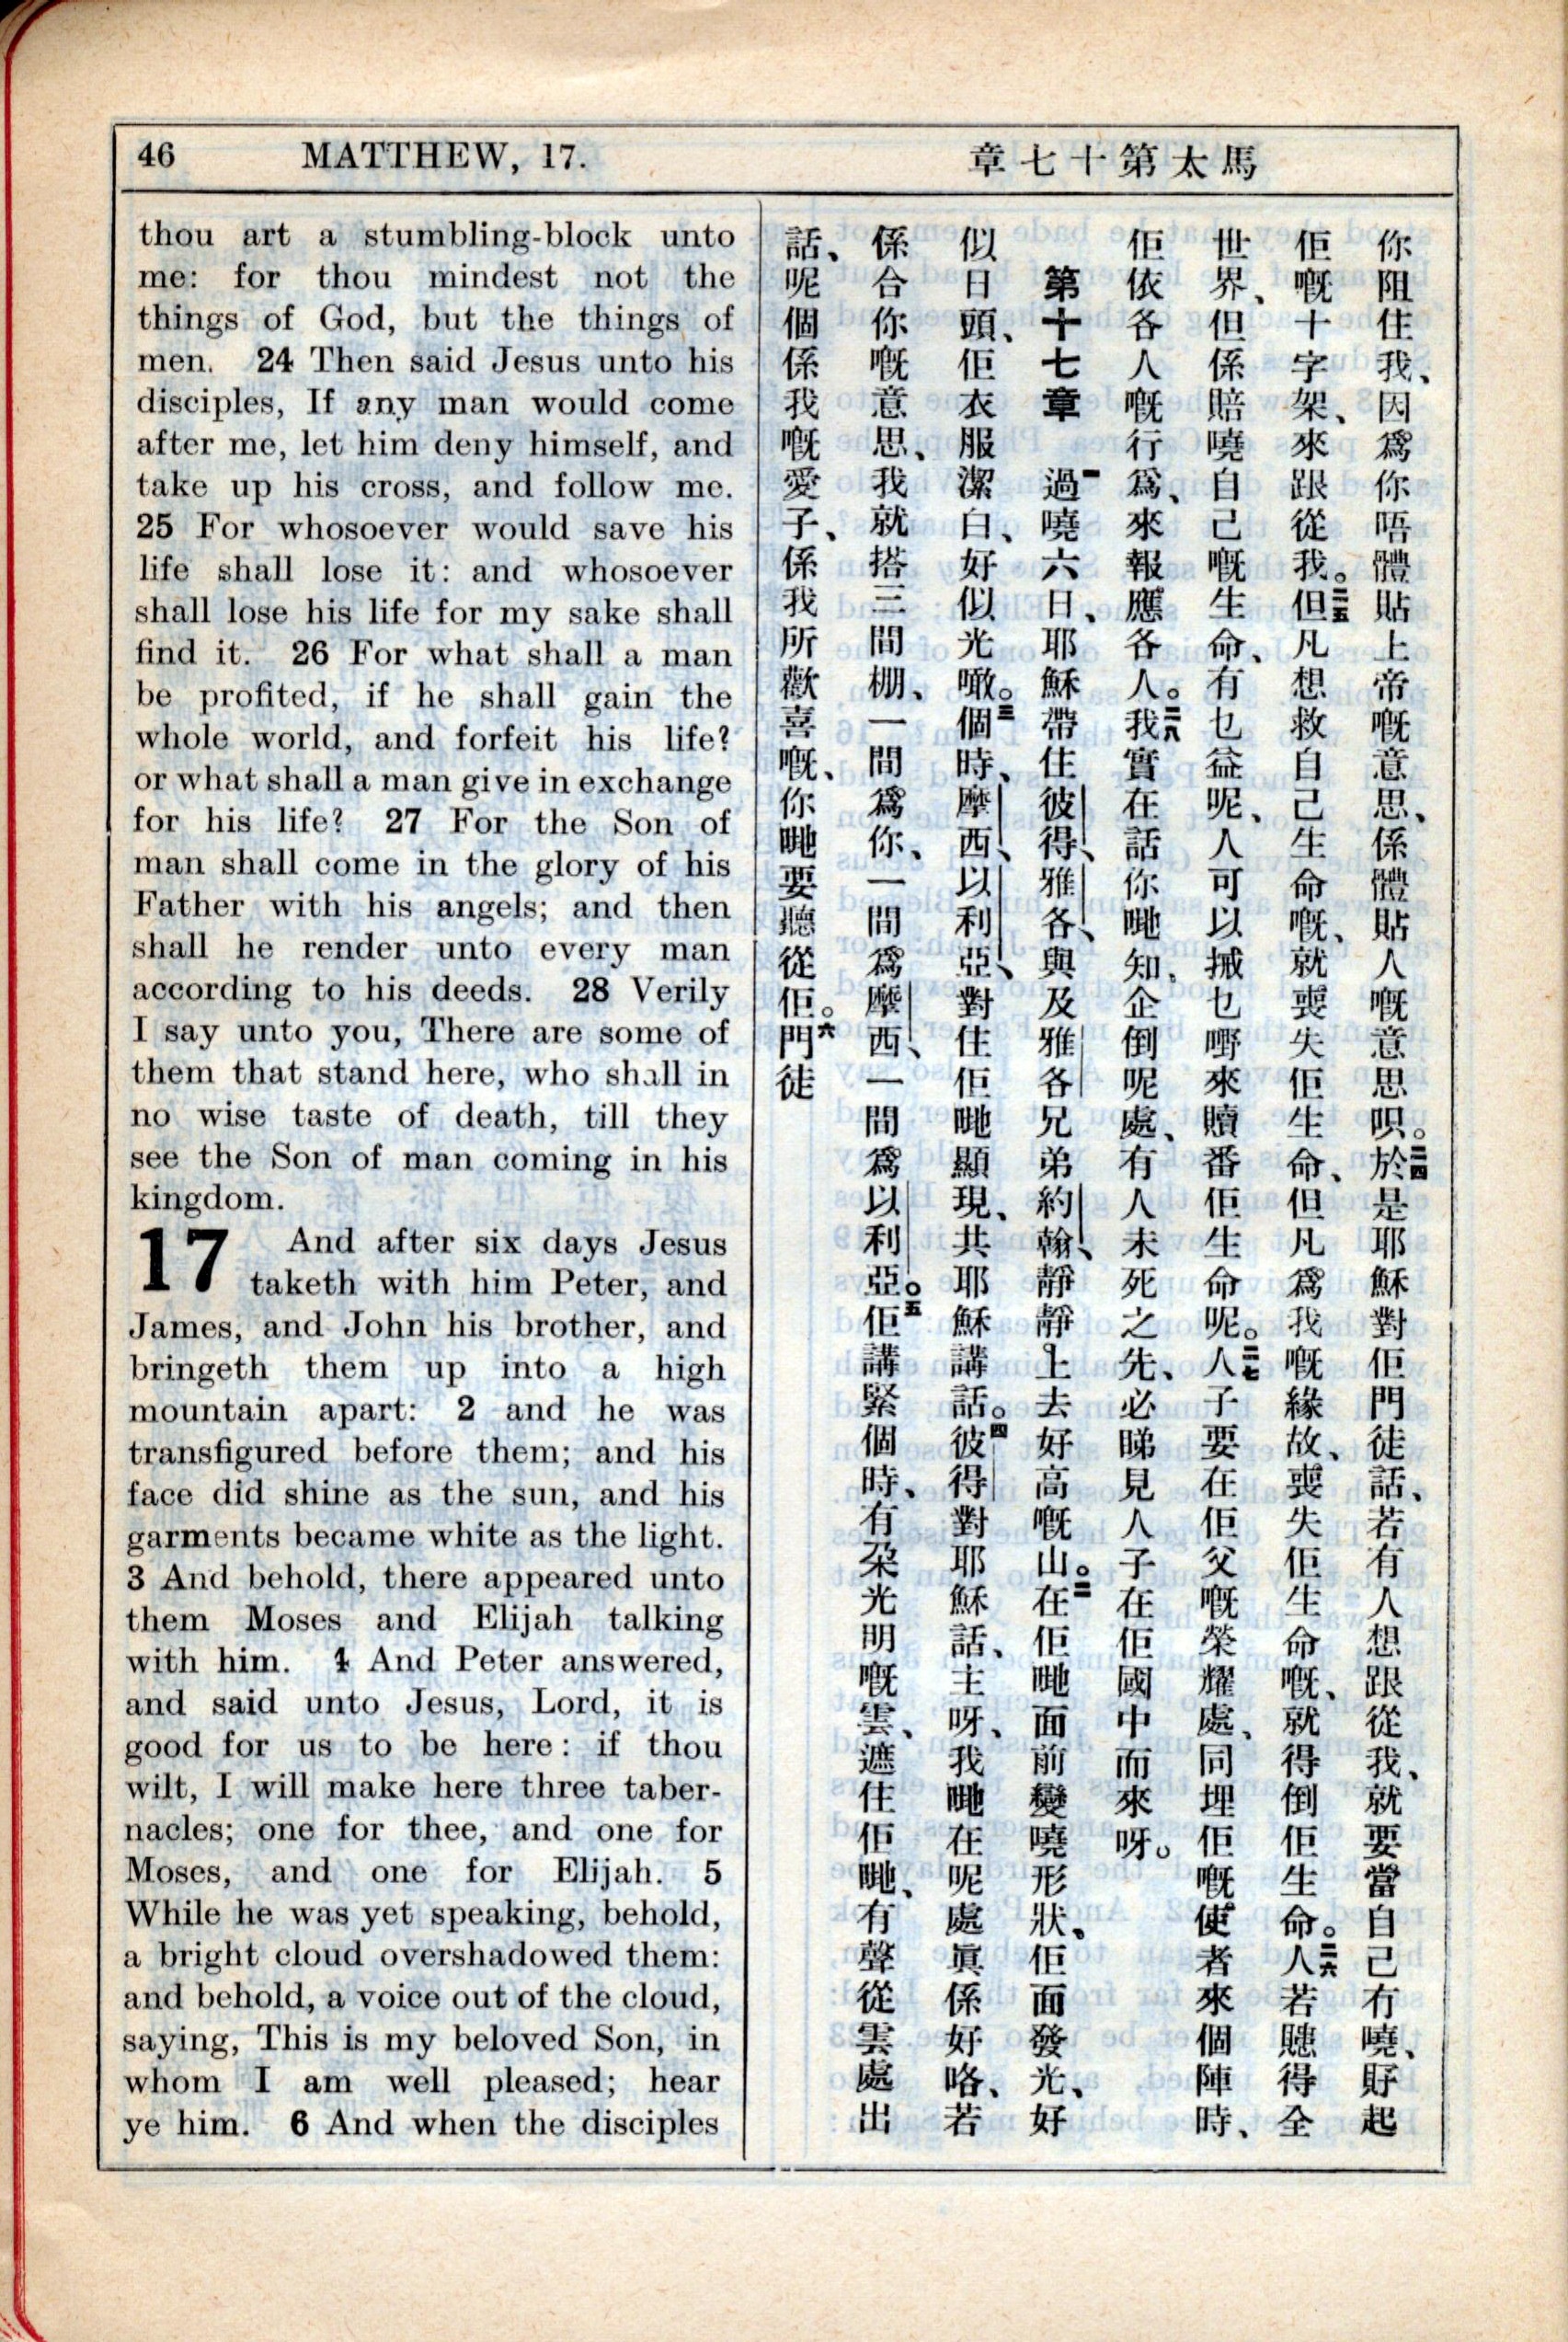 46 MATTHEW, 17.
馬太第十七章
thou art a stumbling-block unto
me: for thou mindest not the
things of God, but the things of
men. 24 Then said Jesus unto his
disciples, If any man would come
after me, let him deny himself, and
take up his cross, and follow me.
25 For whosoever would save his
life shall lose it: and whosoever
shall lose his life for my sake shall
find it. 26 For what shall a man
be profited, if he shall gain the
whole world, and forfeit his life?
or what shall a man give in exchange
for his life? 27 For the Son of
man shall come in the glory of his
Father with his angels; and then
shall he render unto every man
according to his deeds. 28 Verily
I say unto you, There are some of
them that stand here, who shall in
no wise taste of death, till they
see the Son of man coming in his
kingdom.
17 And after six days Jesus
taketh with him Peter, and
James, and John his brother, and
bringeth them up into a high
mountain apart: 2 and he was
transfigured before them; and his
face did shine as the sun, and his
garments became white as the light.
3 And behold, there appeared unto
them Moses and Elijah talking
with him. 4 And Peter answered,
and said unto Jesus, Lord, it is
good for us to be here: if thou
wilt, I will make here three taber-
nacles; one for thee, and one for
Moses, and one for Elijah. 5
While he was yet speaking, behold,
a bright cloud overshadowed them:
and behold, a voice out of the cloud,
saying, This is my beloved Son, in
whom I am well pleased; hear
ye him. 6 And when the disciples
你阻住我、因爲你唔體貼上帝嘅意思、係體貼人嘅意思。二四於是耶穌對佢門徒話、若有人想跟從我、就要當自己冇曉、孭起
佢嘅十字架、來跟從我。二五但凡想救自己生命嘅、就喪失佢生命、但凡爲我嘅緣故、喪失佢生命嘅、就得倒佢生命。二六人若得全
世界、但係賠曉自己嘅生命、有乜益呢、人可以搣乜嘢來贖番佢生命呢。二七人子要在佢父嘅榮耀處、同埋佢嘅使者來個陣時、
佢依各人嘅行爲、來報應各人。二八我實在話你哋知、企倒呢處、有人未死之先、必睇見人子在佢國中而來呀。
第十七章 一過曉六日、耶穌帶住彼得、雅各、與及雅各兄弟約翰、靜靜上去好高嘅山。二在佢哋面前變曉形狀、佢面發光、好
似日頭、佢衣服潔白、好似光噉。三個時、摩西、以利亞、對住佢哋顯現、共耶穌講話。四彼得對耶穌話、主呀、我哋在呢處眞係好咯、若
係合你嘅意思、我就搭三間棚、一間爲你、一間爲摩西、一間爲以利亞。五佢講緊個時、有朶光明嘅雲、遮住佢哋、有聲從雲處出
話、呢個係我嘅愛子、係我所歡喜嘅、你哋要聽從佢。六門徒